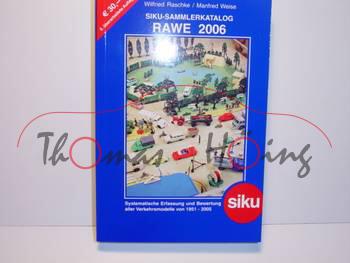 € 30,-
Wilfried Raschke / Manfred Weise
SIKU-SAMMLERKATALOG
RAWE 2006
Thomas Höing
Systematische Erfassung und Bewertung
aller Verkehrsmodelle von 1951 - 2005
siku